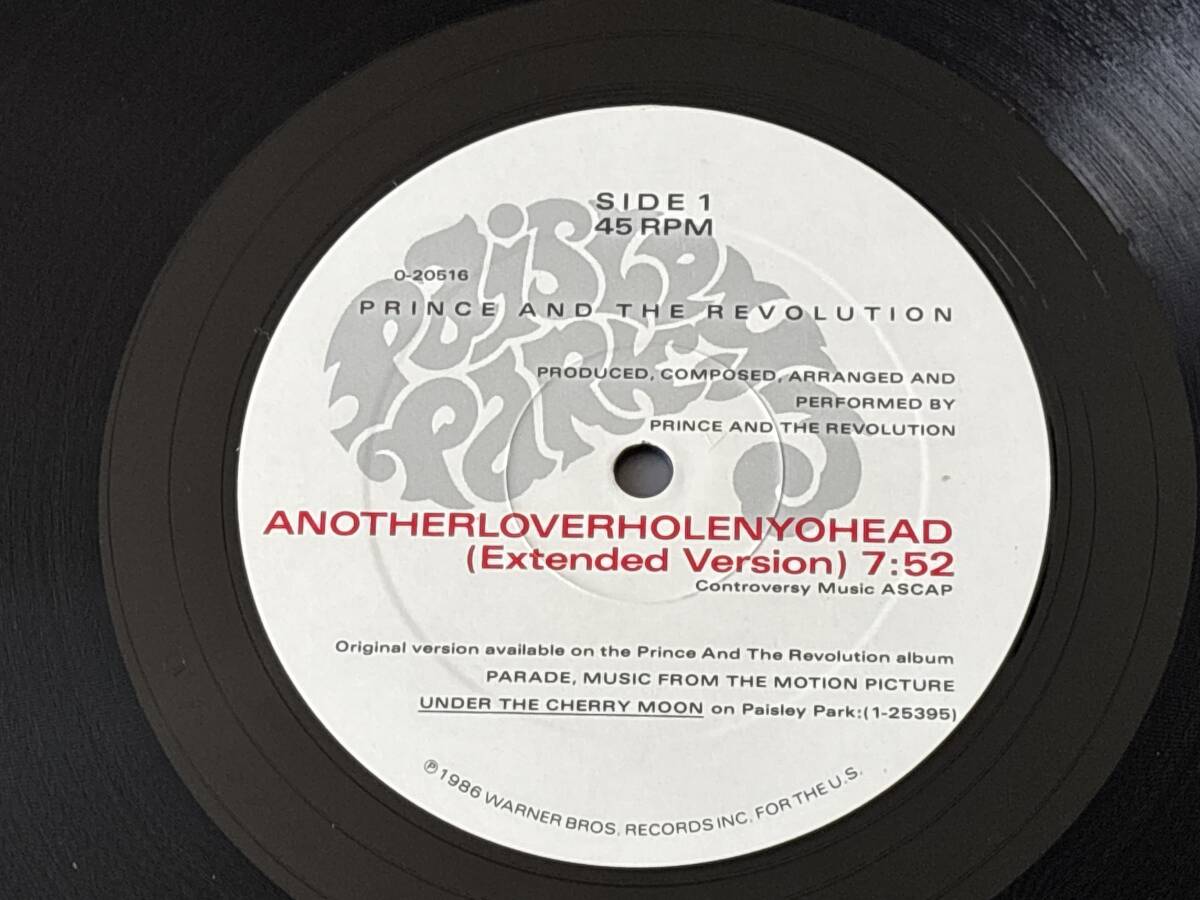 SIDE 1
45 RPM
0-20516
PAISLEY
PARK
PRINCE AND THE REVOLUTION
PRODUCED, COMPOSED, ARRANGED AND
PERFORMED BY
PRINCE AND THE REVOLUTION
ANOTHERLOVERHOLENYOHEAD
(Extended Version) 7:52
Controversy Music ASCAP
Original version available on the Prince And The Revolution album
PARADE, MUSIC FROM THE MOTION PICTURE
UNDER THE CHERRY MOON on Paisley Park:(1-25395)
℗1986 WARNER BROS. RECORDS INC. FOR THE U.S.